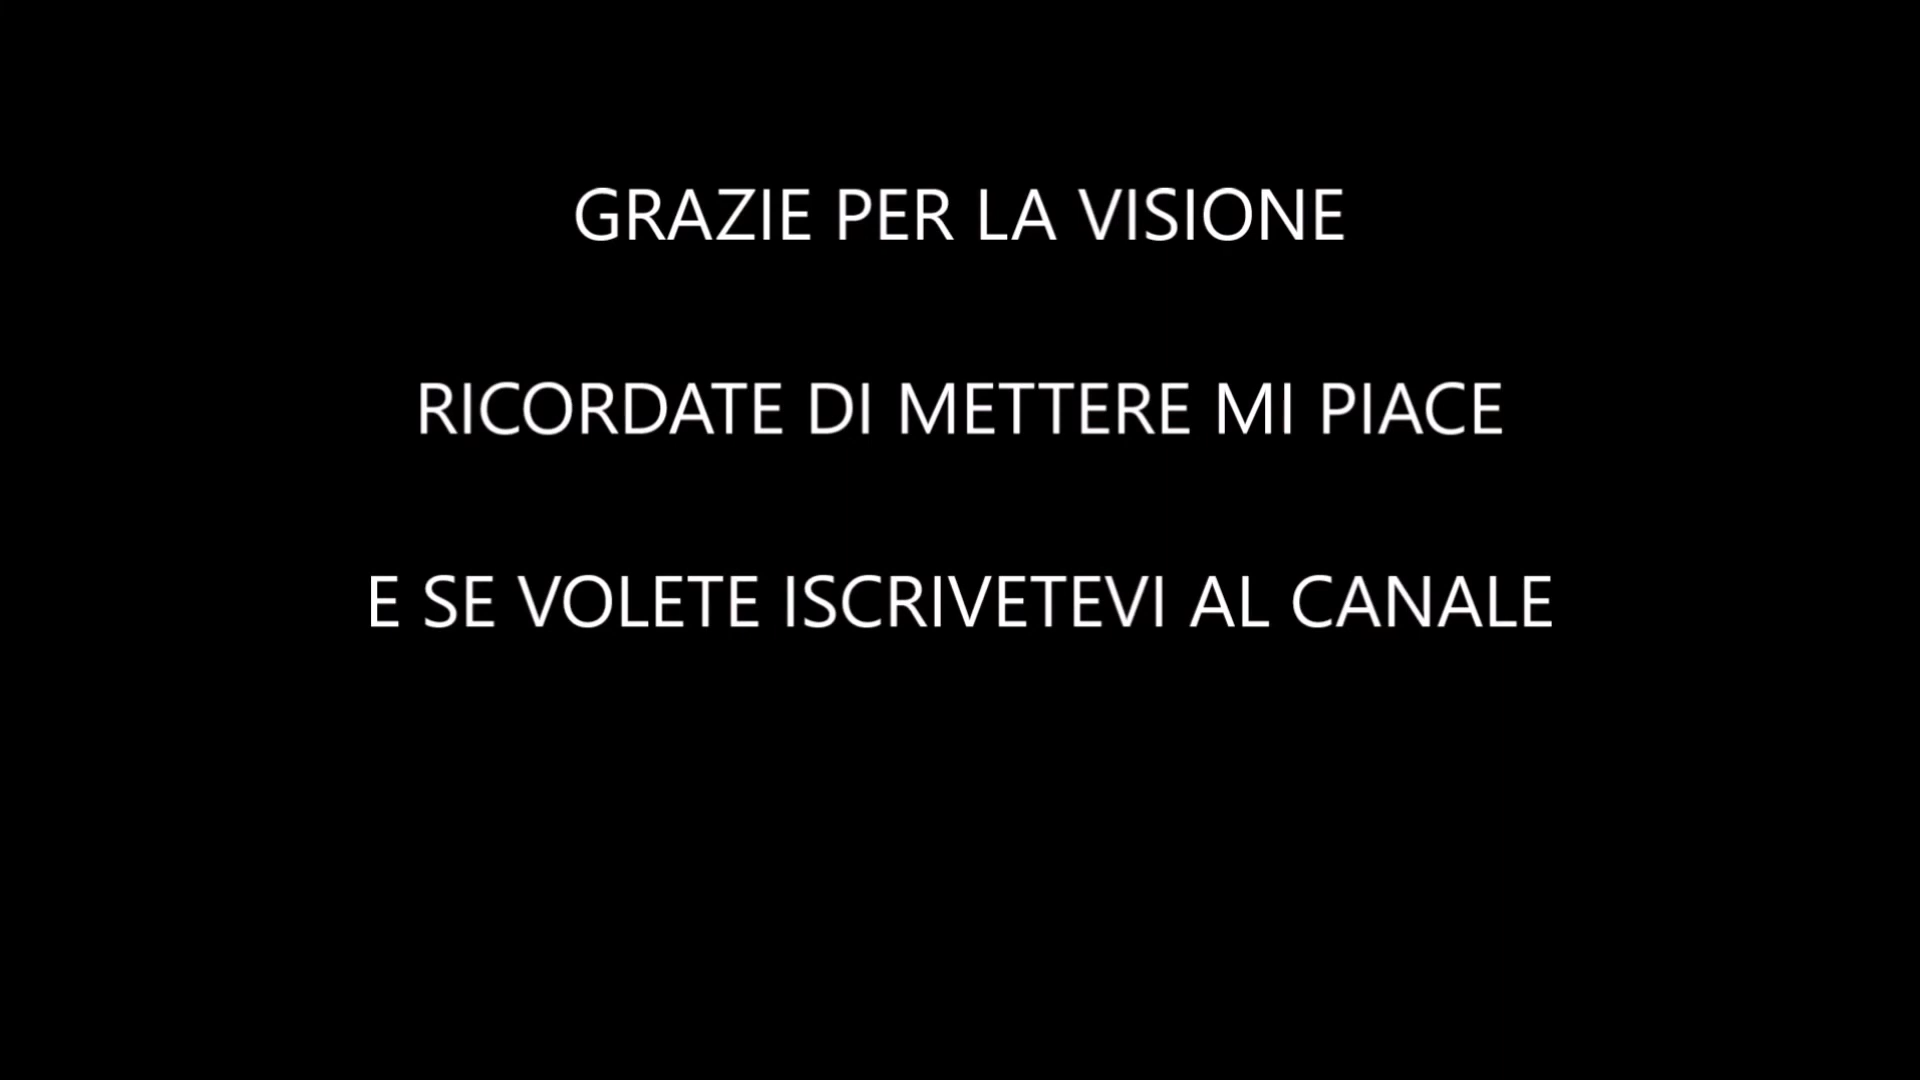 GRAZIE PER LA VISIONE
RICORDATE DI METTERE MI PIACE
E SE VOLETE ISCRIVETEVI AL CANALE